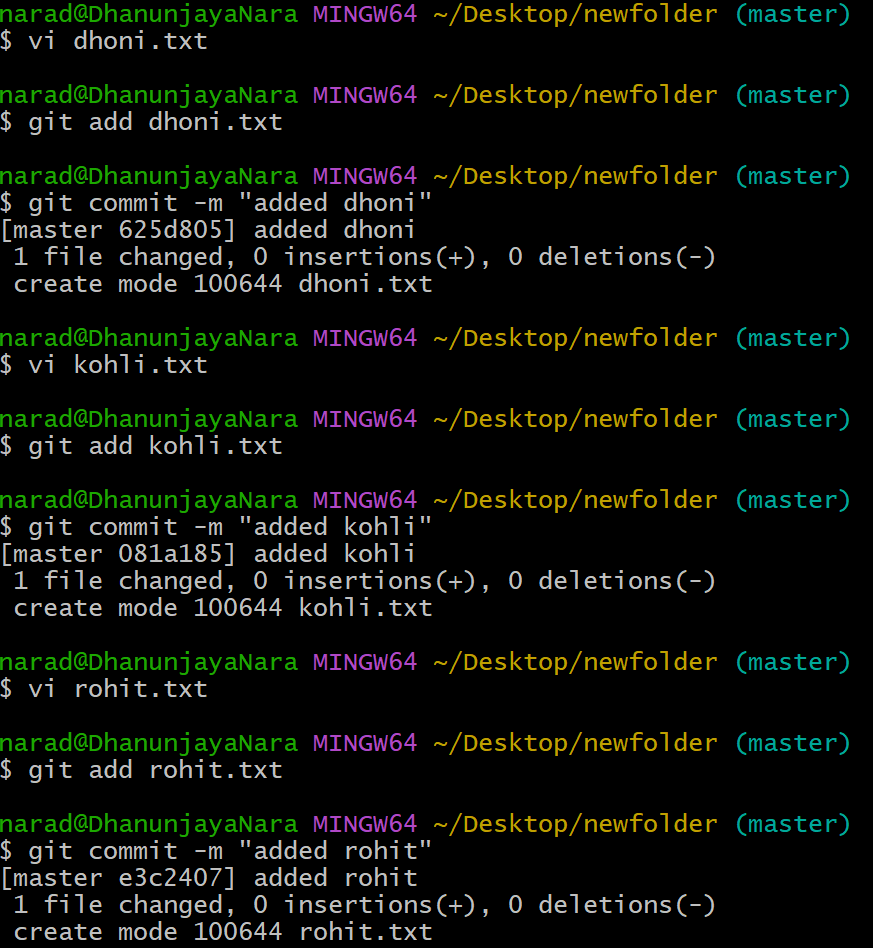 narad@DhanunjayaNara MINGW64 ~/Desktop/newfolder (master)
$ vi dhoni.txt
narad@DhanunjayaNara MINGW64 ~/Desktop/newfolder (master)
$ git add dhoni.txt
narad@DhanunjayaNara MINGW64 ~/Desktop/newfolder (master)
$ git commit -m "added dhoni"
[master 625d805] added dhoni
 1 file changed, 0 insertions(+), 0 deletions(-)
 create mode 100644 dhoni.txt
narad@DhanunjayaNara MINGW64 ~/Desktop/newfolder (master)
$ vi kohli.txt
narad@DhanunjayaNara MINGW64 ~/Desktop/newfolder (master)
$ git add kohli.txt
narad@DhanunjayaNara MINGW64 ~/Desktop/newfolder (master)
$ git commit -m "added kohli"
[master 081a185] added kohli
 1 file changed, 0 insertions(+), 0 deletions(-)
 create mode 100644 kohli.txt
narad@DhanunjayaNara MINGW64 ~/Desktop/newfolder (master)
$ vi rohit.txt
narad@DhanunjayaNara MINGW64 ~/Desktop/newfolder (master)
$ git add rohit.txt
narad@DhanunjayaNara MINGW64 ~/Desktop/newfolder (master)
$ git commit -m "added rohit"
[master e3c2407] added rohit
 1 file changed, 0 insertions(+), 0 deletions(-)
 create mode 100644 rohit.txt